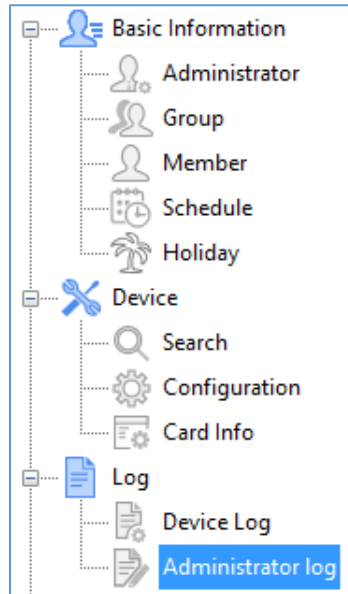 Basic Information
Administrator
Group
Member
Schedule
Holiday
Device
Search
Configuration
Card Info
Log
Device Log
Administrator log